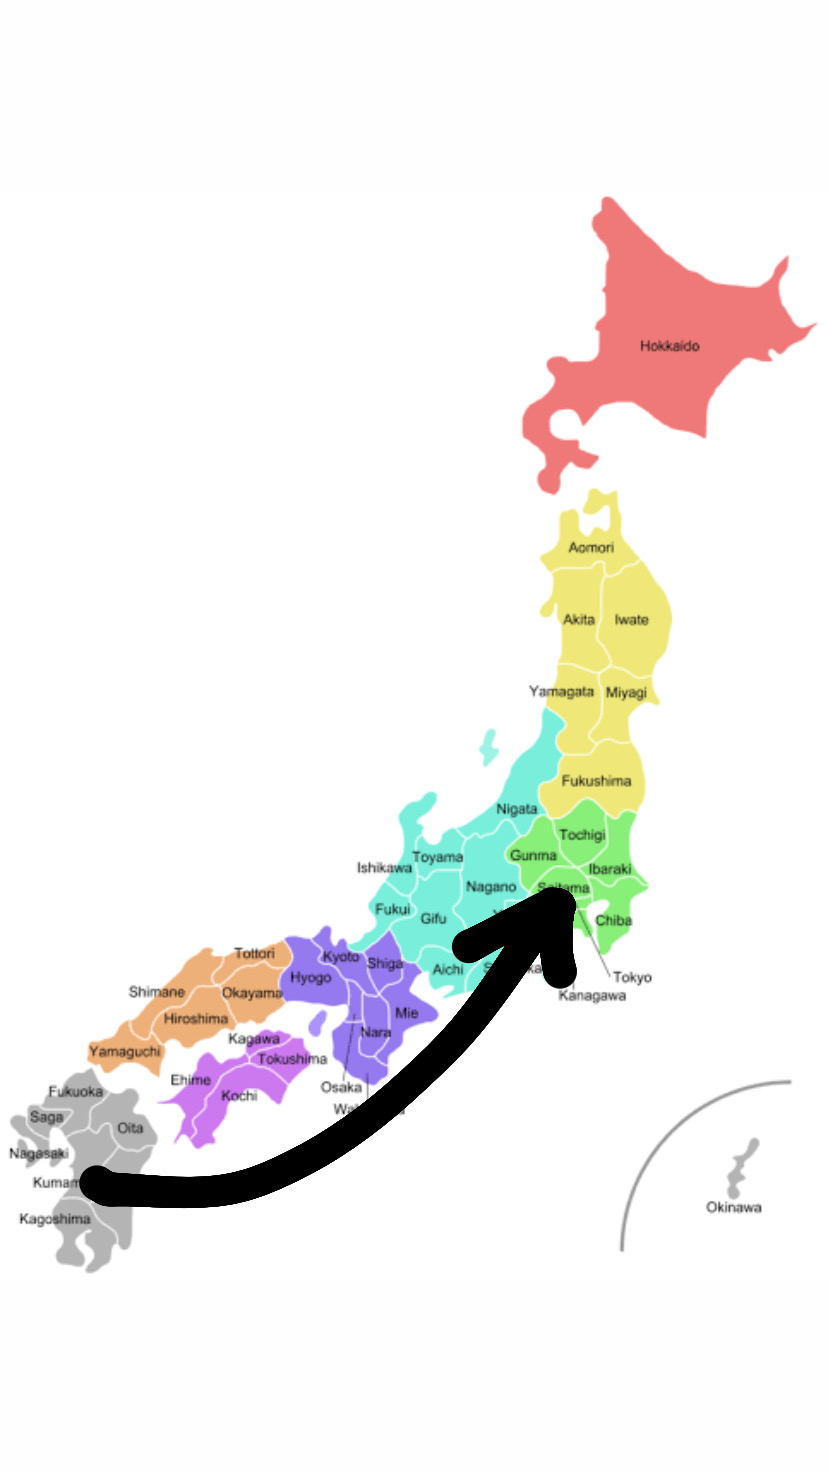 Hokkaido
Aomori
Akita
Iwate
Yamagata
Miyagi
Fukushima
Nigata
Tochigi
Gunma
Ibaraki
Toyama
Ishikawa
Nagano
Saitama
Fukui
Gifu
Chiba
Tottori
Kyoto
Shiga
Aichi
Hyogo
Tokyo
Shimane
Okayama
Kanagawa
Mie
Hiroshima
Nara
Kagawa
Yamaguchi
Tokushima
Ehime
Osaka
Fukuoka
Kochi
Saga
Oita
Nagasaki
Kagoshima
Okinawa